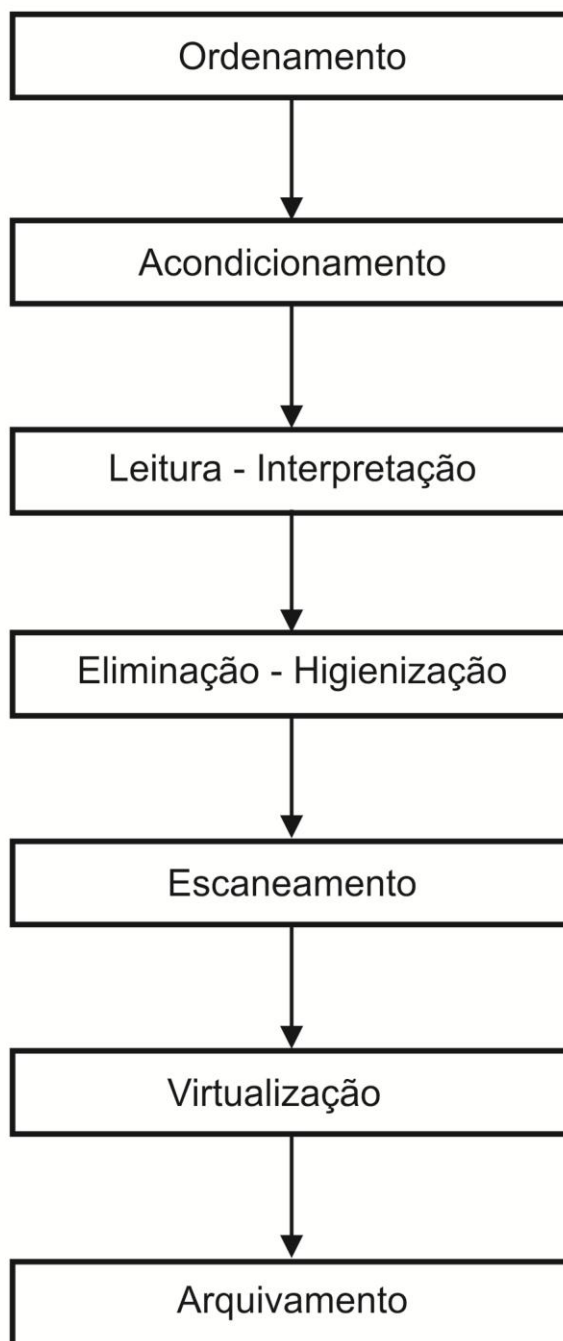 Ordenamento
Acondicionamento
Leitura - Interpretação
Eliminação - Higienização
Escaneamento
Virtualização
Arquivamento